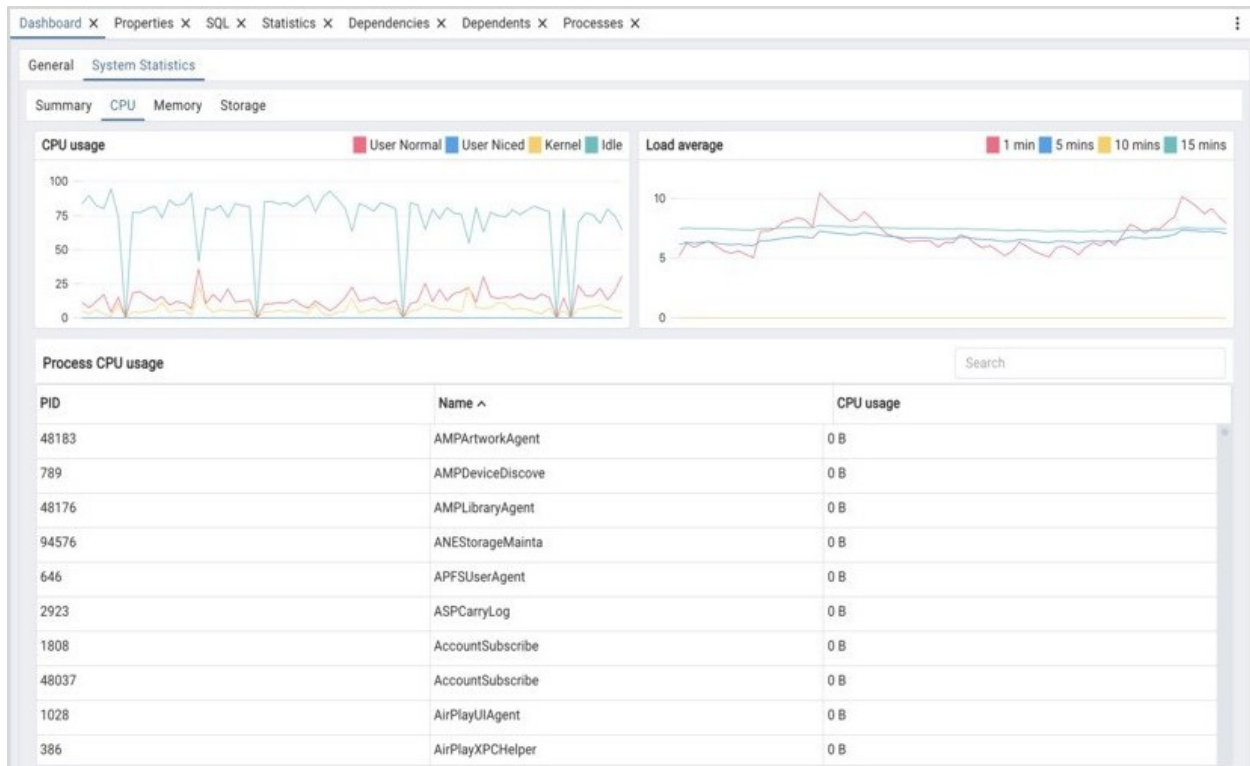 Dashboard X Properties X SQL X Statistics X Dependencies X Dependents X Processes X
General System Statistics
Summary CPU Memory Storage
CPU usage User Normal User Niced Kernel Idle
100
75
50
25
0
Load average 1 min 5 mins 10 mins 15 mins
10
5
0
Process CPU usage Search
PID Name CPU usage
48183 AMPArtworkAgent 0 B
789 AMPDeviceDiscove 0 B
48176 AMPLibraryAgent 0 B
94576 ANEStorageMainta 0 B
646 APFSUserAgent 0 B
2923 ASPCarryLog 0 B
1808 AccountSubscribe 0 B
48037 AccountSubscribe 0 B
1028 AirPlayUIAgent 0 B
386 AirPlayXPCHelper 0 B